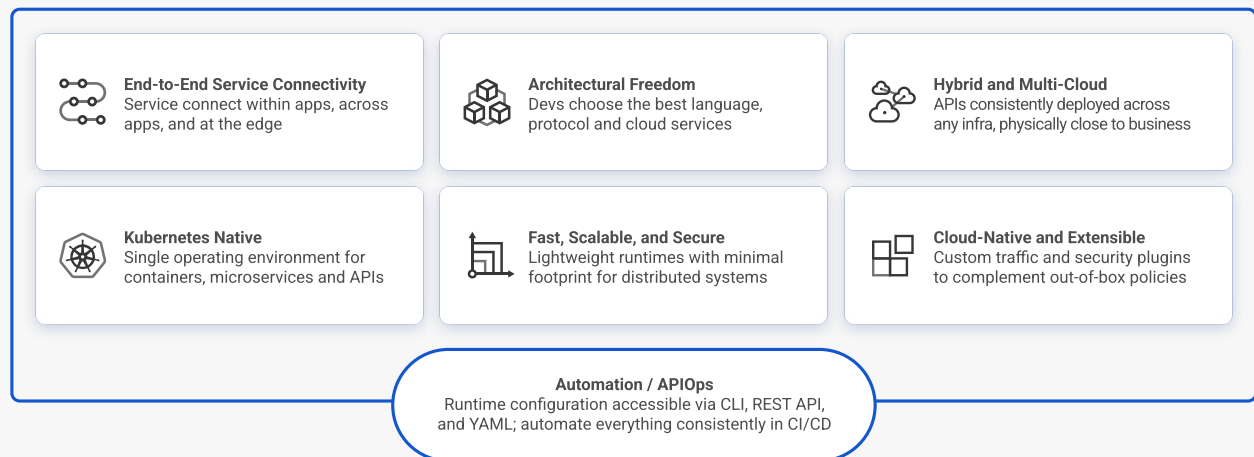 End-to-End Service Connectivity
Service connect within apps, across
apps, and at the edge
Architectural Freedom
Devs choose the best language,
protocol and cloud services
Hybrid and Multi-Cloud
APIs consistently deployed across
any infra, physically close to business
Kubernetes Native
Single operating environment for
containers, microservices and APIs
Fast, Scalable, and Secure
Lightweight runtimes with minimal
footprint for distributed systems
Cloud-Native and Extensible
Custom traffic and security plugins
to complement out-of-box policies
Automation / APIOps
Runtime configuration accessible via CLI, REST API,
and YAML; automate everything consistently in CI/CD